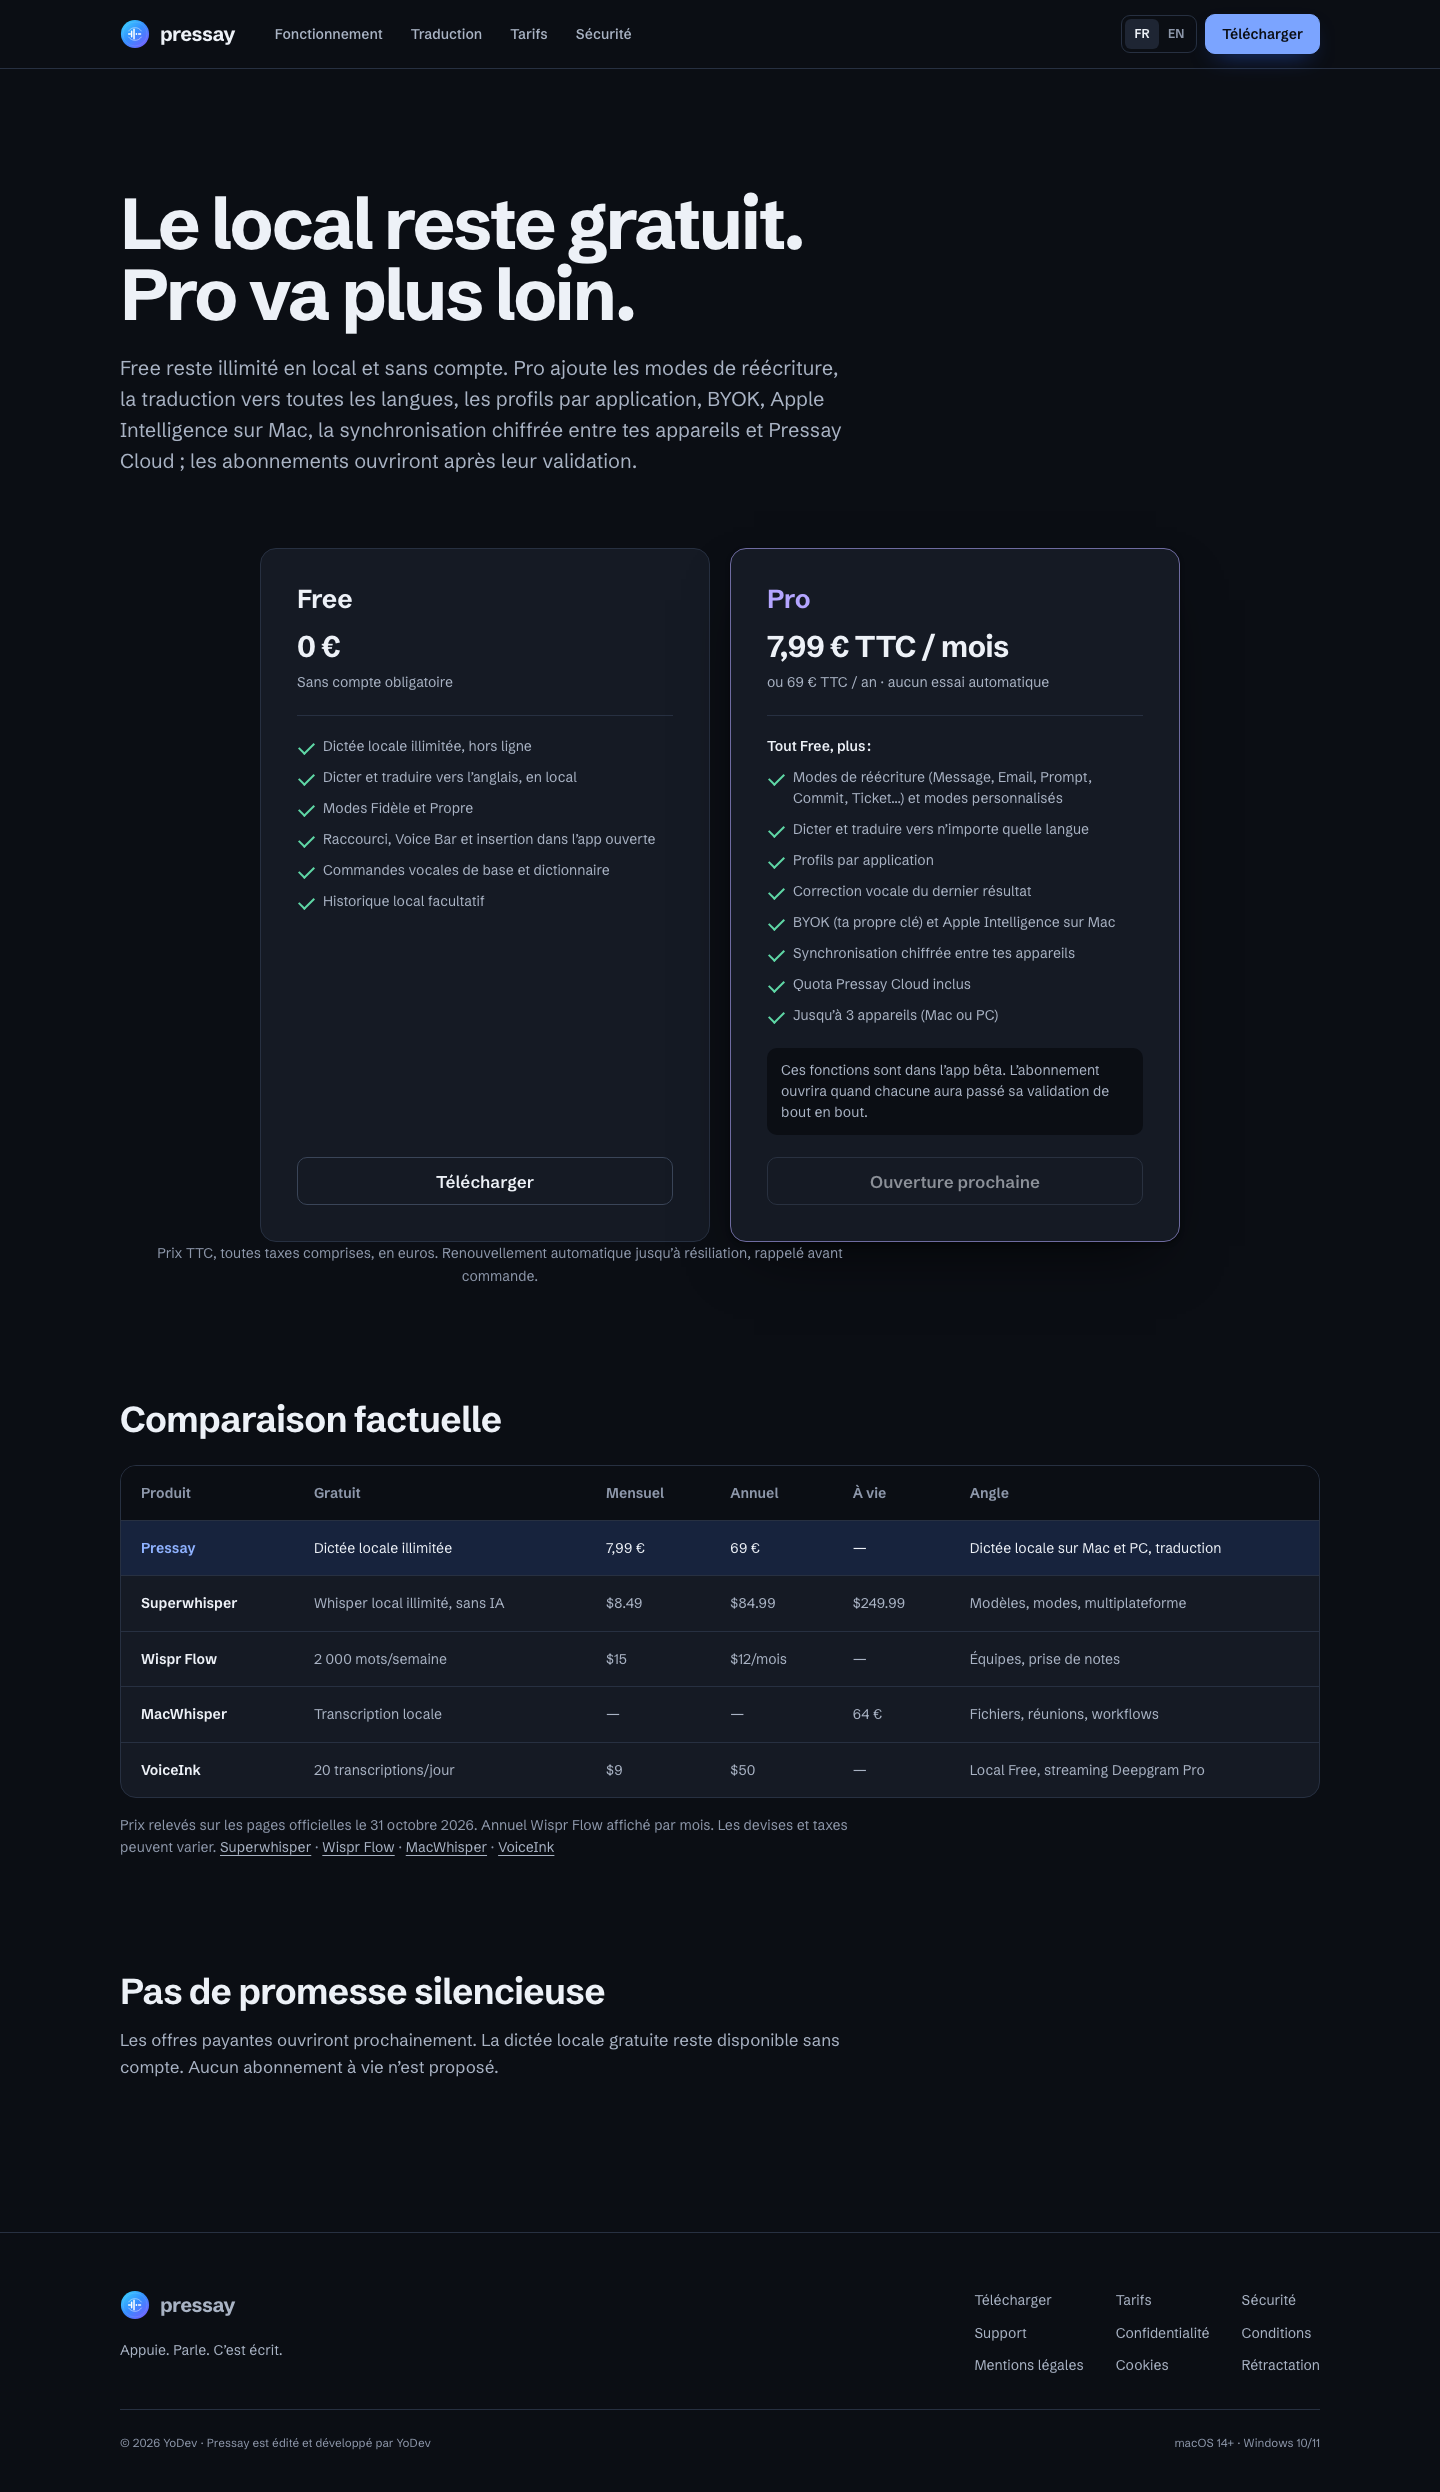 pressay
Fonctionnement
Traduction
Tarifs
Sécurité
FR
EN
Télécharger
Le local reste gratuit.
Pro va plus loin.
Free reste illimité en local et sans compte. Pro ajoute les modes de réécriture,
la traduction vers toutes les langues, les profils par application, BYOK, Apple
Intelligence sur Mac, la synchronisation chiffrée entre tes appareils et Pressay
Cloud ; les abonnements ouvriront après leur validation.
Free
0 €
Sans compte obligatoire
Dictée locale illimitée, hors ligne
Dicter et traduire vers l’anglais, en local
Modes Fidèle et Propre
Raccourci, Voice Bar et insertion dans l’app ouverte
Commandes vocales de base et dictionnaire
Historique local facultatif
Télécharger
Pro
7,99 € TTC / mois
ou 69 € TTC / an · aucun essai automatique
Tout Free, plus :
Modes de réécriture (Message, Email, Prompt,
Commit, Ticket…) et modes personnalisés
Dicter et traduire vers n’importe quelle langue
Profils par application
Correction vocale du dernier résultat
BYOK (ta propre clé) et Apple Intelligence sur Mac
Synchronisation chiffrée entre tes appareils
Quota Pressay Cloud inclus
Jusqu’à 3 appareils (Mac ou PC)
Ces fonctions sont dans l’app bêta. L’abonnement
ouvrira quand chacune aura passé sa validation de
bout en bout.
Ouverture prochaine
Prix TTC, toutes taxes comprises, en euros. Renouvellement automatique jusqu’à résiliation, rappelé avant
commande.
Comparaison factuelle
Produit Gratuit Mensuel Annuel À vie Angle
Pressay Dictée locale illimitée 7,99 € 69 € — Dictée locale sur Mac et PC, traduction
Superwhisper Whisper local illimité, sans IA $8.49 $84.99 $249.99 Modèles, modes, multiplateforme
Wispr Flow 2 000 mots/semaine $15 $12/mois — Équipes, prise de notes
MacWhisper Transcription locale — — 64 € Fichiers, réunions, workflows
VoiceInk 20 transcriptions/jour $9 $50 — Local Free, streaming Deepgram Pro
Prix relevés sur les pages officielles le 31 octobre 2026. Annuel Wispr Flow affiché par mois. Les devises et taxes
peuvent varier. Superwhisper · Wispr Flow · MacWhisper · VoiceInk
Pas de promesse silencieuse
Les offres payantes ouvriront prochainement. La dictée locale gratuite reste disponible sans
compte. Aucun abonnement à vie n’est proposé.
pressay
Appuie. Parle. C’est écrit.
Télécharger Tarifs Sécurité
Support Confidentialité Conditions
Mentions légales Cookies Rétractation
© 2026 YoDev · Pressay est édité et développé par YoDev
macOS 14+ · Windows 10/11